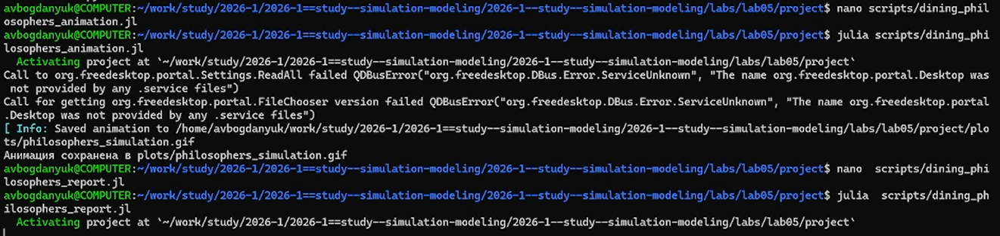 avbogdanyuk@COMPUTER:~/work/study/2026-1/2026-1==study--simulation-modeling/2026-1--study--simulation-modeling/labs/lab05/project$ nano scripts/dining_phil
osophers_animation.jl
avbogdanyuk@COMPUTER:~/work/study/2026-1/2026-1==study--simulation-modeling/2026-1--study--simulation-modeling/labs/lab05/project$ julia scripts/dining_phi
losophers_animation.jl
  Activating project at `~/work/study/2026-1/2026-1==study--simulation-modeling/2026-1--study--simulation-modeling/labs/lab05/project`
Call to org.freedesktop.portal.Settings.ReadAll failed QDBusError("org.freedesktop.DBus.Error.ServiceUnknown", "The name org.freedesktop.portal.Desktop was
 not provided by any .service files")
Call for getting org.freedesktop.portal.FileChooser version failed QDBusError("org.freedesktop.DBus.Error.ServiceUnknown", "The name org.freedesktop.portal
.Desktop was not provided by any .service files")
[ Info: Saved animation to /home/avbogdanyuk/work/study/2026-1/2026-1==study--simulation-modeling/2026-1--study--simulation-modeling/labs/lab05/project/plo
ts/philosophers_simulation.gif
Анимация сохранена в plots/philosophers_simulation.gif
avbogdanyuk@COMPUTER:~/work/study/2026-1/2026-1==study--simulation-modeling/2026-1--study--simulation-modeling/labs/lab05/project$ nano  scripts/dining_phi
losophers_report.jl
avbogdanyuk@COMPUTER:~/work/study/2026-1/2026-1==study--simulation-modeling/2026-1--study--simulation-modeling/labs/lab05/project$ julia  scripts/dining_ph
ilosophers_report.jl
  Activating project at `~/work/study/2026-1/2026-1==study--simulation-modeling/2026-1--study--simulation-modeling/labs/lab05/project`